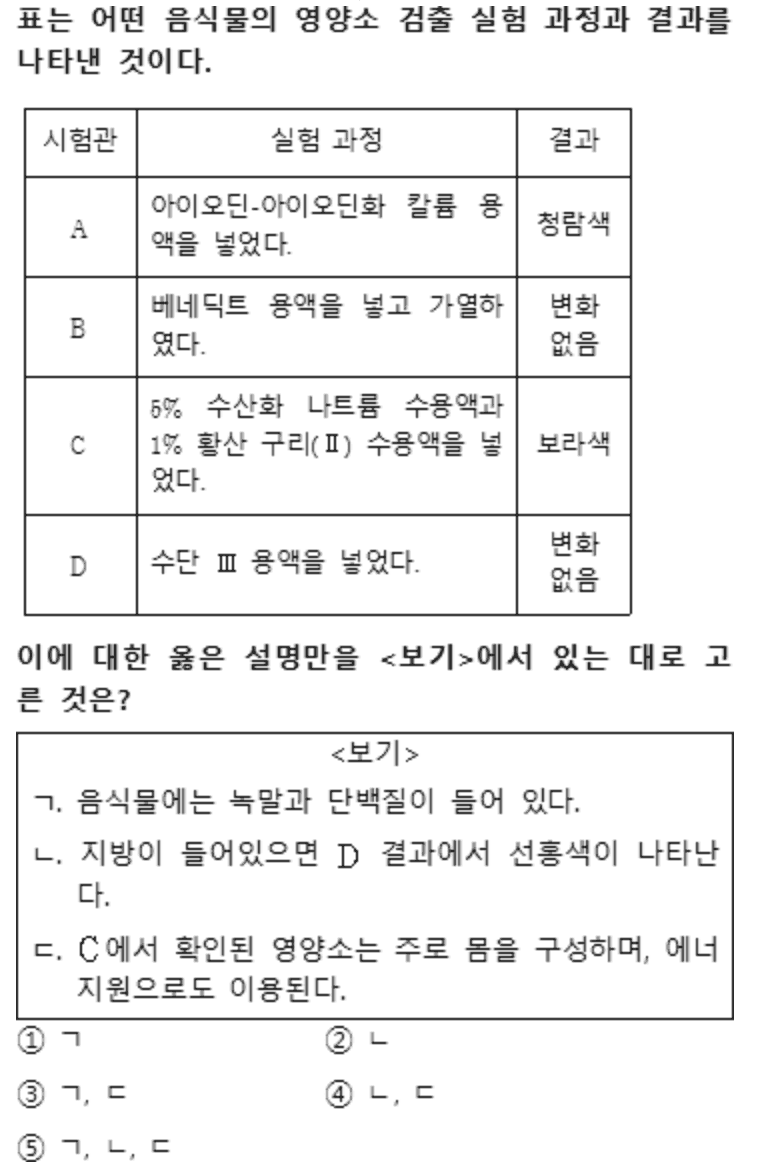 표는 어떤 음식물의 영양소 검출 실험 과정과 결과를
나타낸 것이다.
시험관 실험 과정 결과
A 아이오딘-아이오딘화 칼륨 용
액을 넣었다. 청람색
B 베네딕트 용액을 넣고 가열하
였다. 변화
없음
C 5% 수산화 나트륨 수용액과
1% 황산 구리(Ⅱ) 수용액을 넣
었다. 보라색
D 수단 Ⅲ 용액을 넣었다. 변화
없음
이에 대한 옳은 설명만을 <보기>에서 있는 대로 고
른 것은?
<보기>
ㄱ. 음식물에는 녹말과 단백질이 들어 있다.
ㄴ. 지방이 들어있으면 D 결과에서 선홍색이 나타난
다.
ㄷ. C에서 확인된 영양소는 주로 몸을 구성하며, 에너
지원으로도 이용된다.
① ㄱ ② ㄴ
③ ㄱ, ㄷ ④ ㄴ, ㄷ
⑤ ㄱ, ㄴ, ㄷ